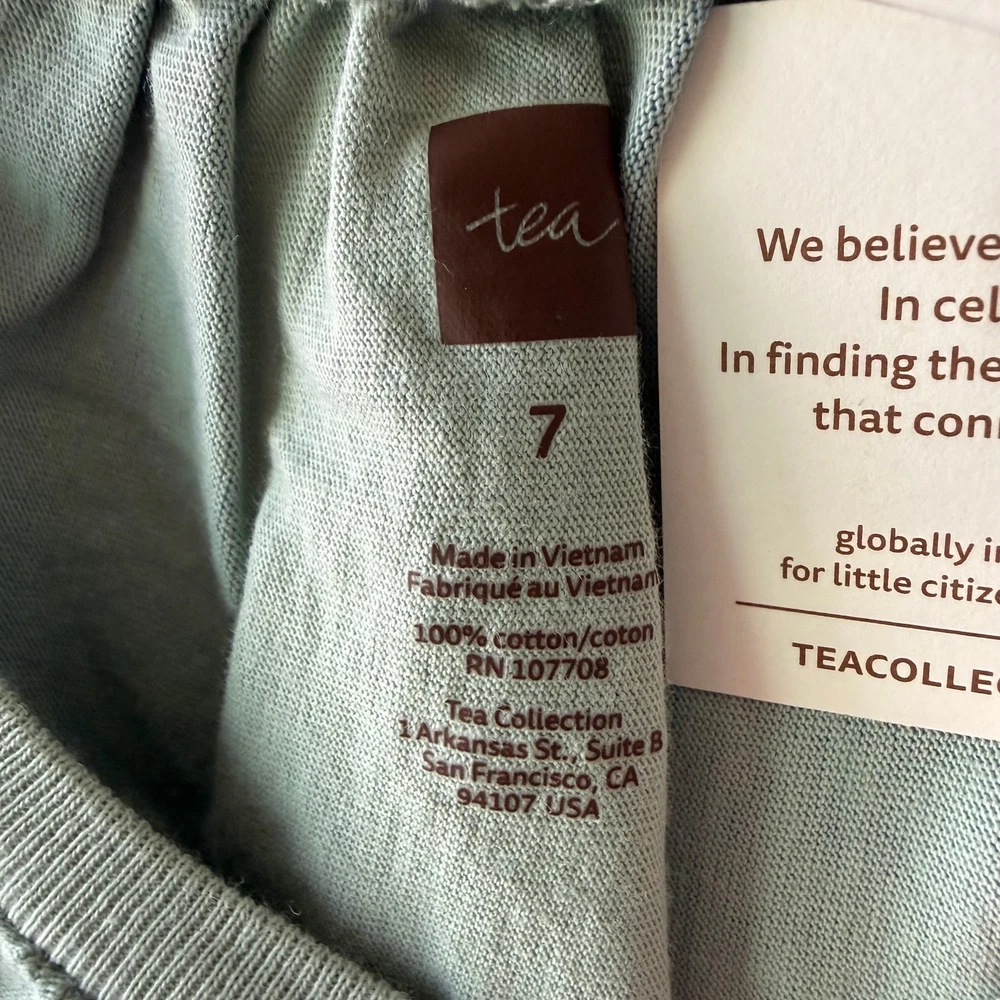 tea
7
Made in Vietnam
Fabriqué au Vietnam
100% cotton/coton
RN 107708
Tea Collection
1 Arkansas St., Suite B
San Francisco, CA
94107 USA
We believe
In cel
In finding the
that con
globally i
for little citize
TEACOLLEC